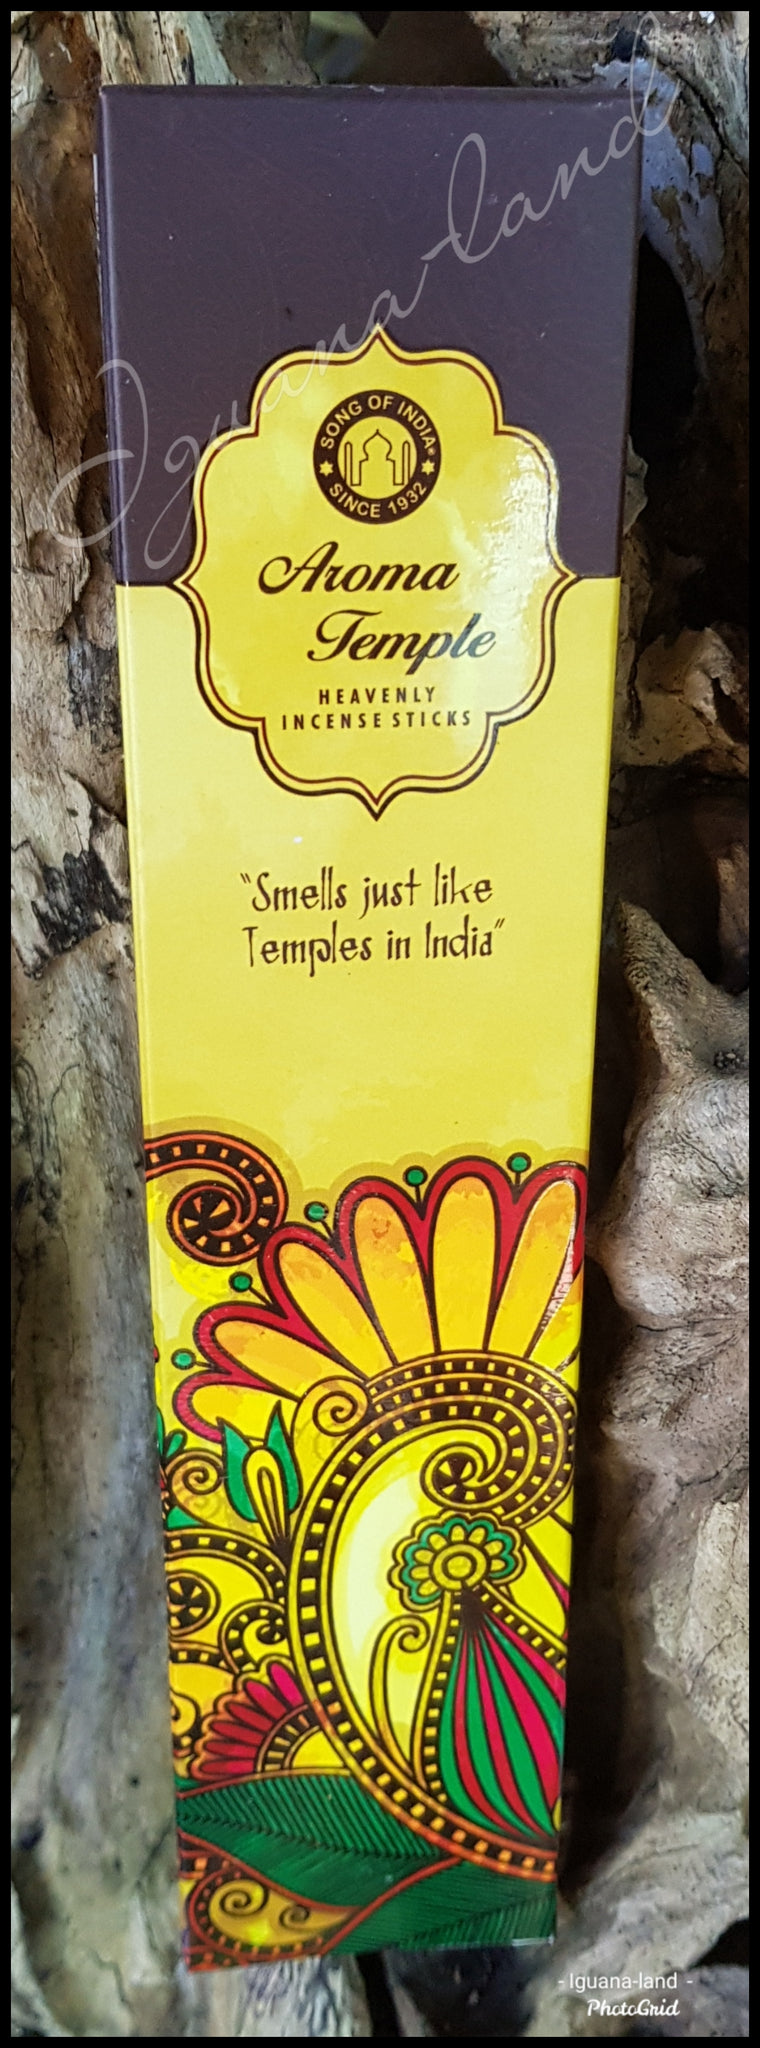 Iguana-land
SONG OF INDIA®
SINCE 1932
Aroma
Temple
HEAVENLY
INCENSE STICKS
"Smells just like
Temples in India"
- Iguana-land -
PhotoGrid